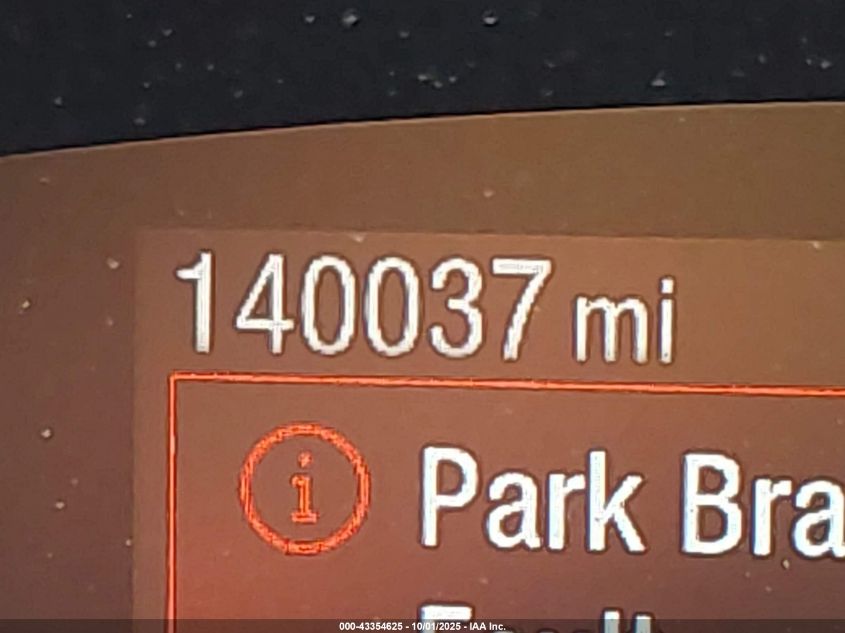 140037 mi
i
Park Bra
000-43354625 - 10/01/2025 - IAA Inc.